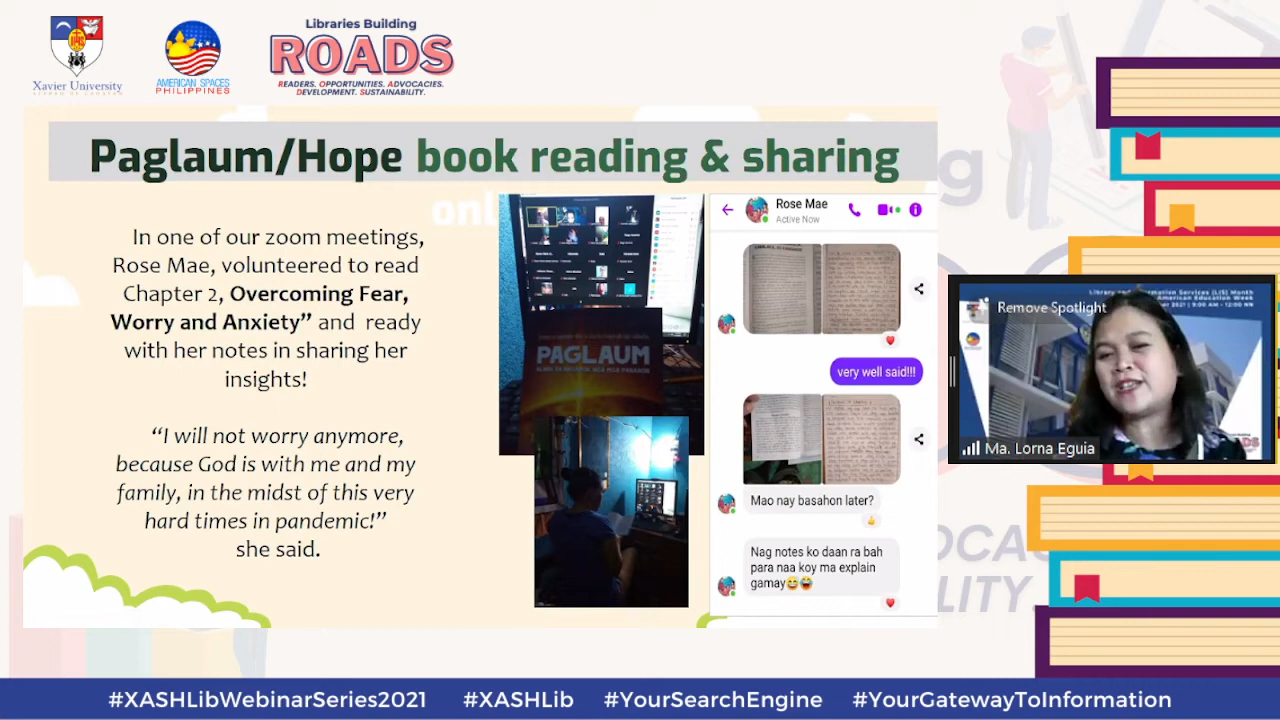 Xavier University
AMERICAN SPACES
PHILIPPINES
Libraries Building
ROADS
READERS. OPPORTUNITIES. ADVOCACIES.
DEVELOPMENT. SUSTAINABILITY.
Paglaum/Hope book reading & sharing
onl
In one of our zoom meetings,
Rose Mae, volunteered to read
Chapter 2, Overcoming Fear,
Worry and Anxiety” and ready
with her notes in sharing her
insights!
“I will not worry anymore,
because God is with me and my
family, in the midst of this very
hard times in pandemic!”
she said.
PAGLAUM
Rose Mae
Active Now
very well said!!!
Mao nay basahon later?
Nag notes ko daan ra bah
para naa koy ma explain
gamay😅😂
Remove Spotlight
Ma. Lorna Eguia
#XASHLibWebinarSeries2021 #XASHLib #YourSearchEngine #YourGatewayToInformation